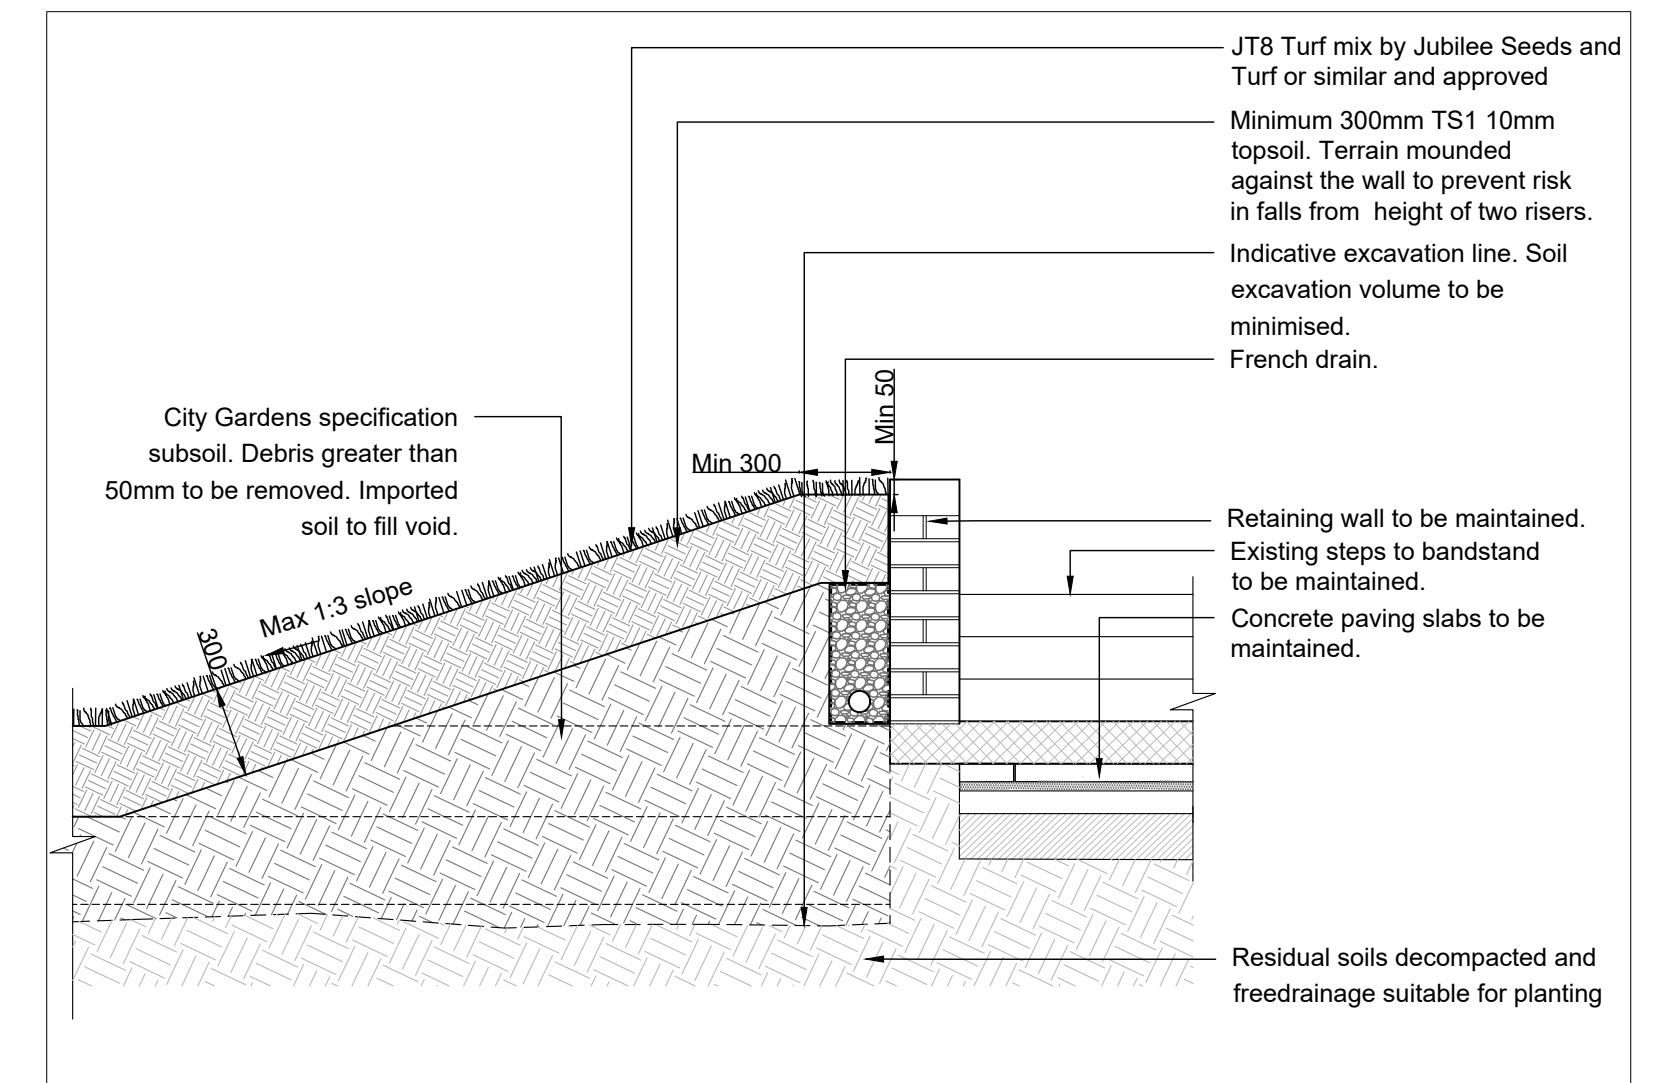 JT8 Turf mix by Jubilee Seeds and
Turf or similar and approved
Minimum 300mm TS1 10mm
topsoil. Terrain mounded
against the wall to prevent risk
in falls from height of two risers.
Indicative excavation line. Soil
excavation volume to be
minimised.
French drain.
Min 50
City Gardens specification
subsoil. Debris greater than
50mm to be removed. Imported
soil to fill void.
Min 300
Retaining wall to be maintained.
Existing steps to bandstand
to be maintained.
Concrete paving slabs to be
maintained.
Max 1:3 slope
300
Residual soils decompacted and
freedrainage suitable for planting